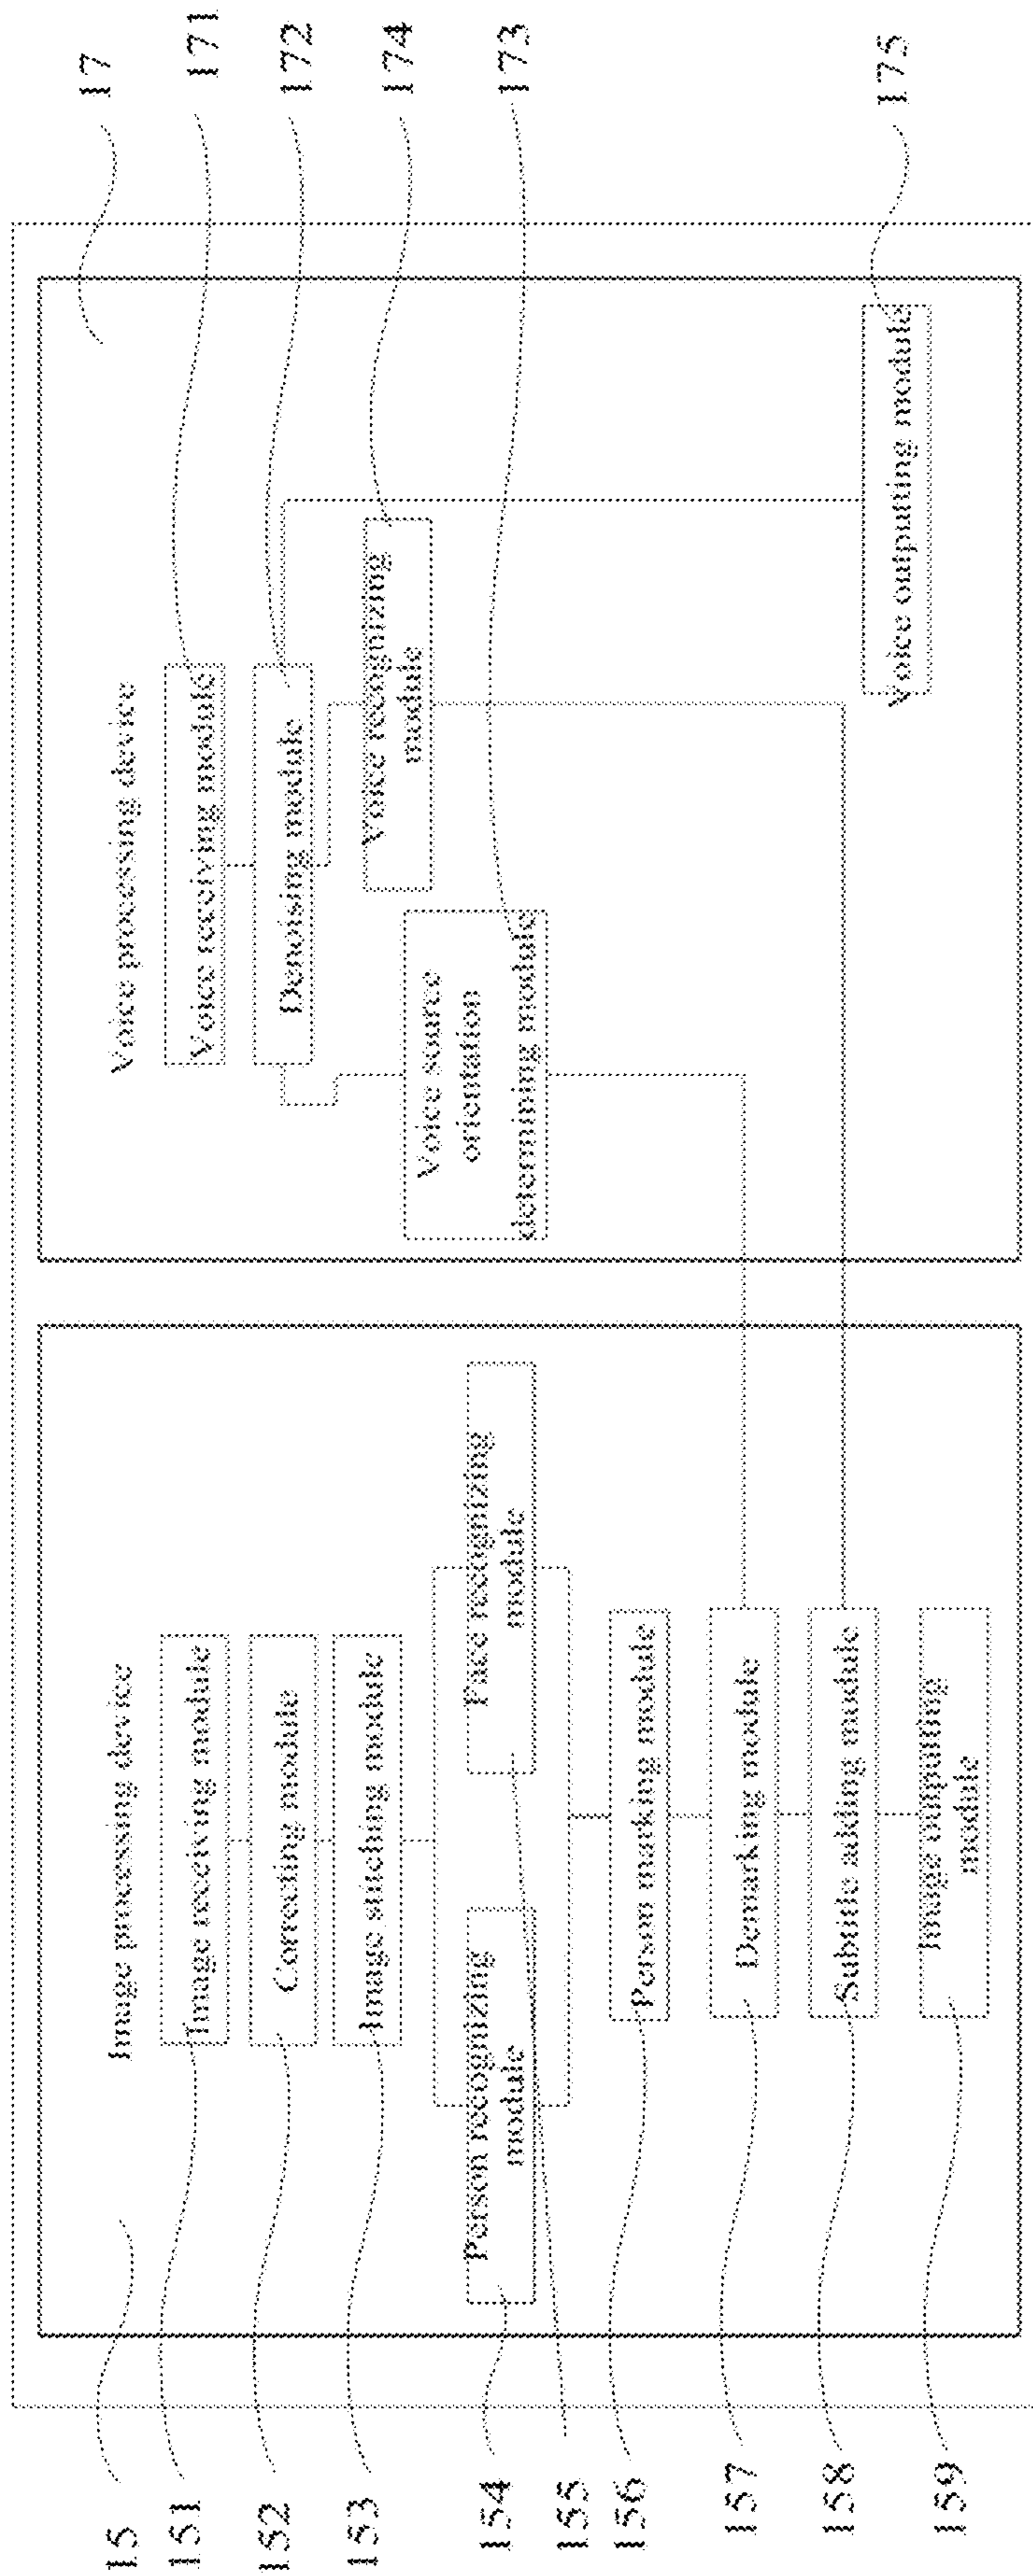 15
Image processing device
151
Image receiving module
152
Correcting module
153
Image stitching module
154
Person recognizing
module
155
Face recognizing
module
156
Person marking module
157
Demarking module
158
Subtitle adding module
159
Image outputing
module
Voice processing device
17
Voice receiving module
171
Denoising module
172
Voice recognizing
module
174
Voice source
orientation
determining module
173
Voice outputing module
175